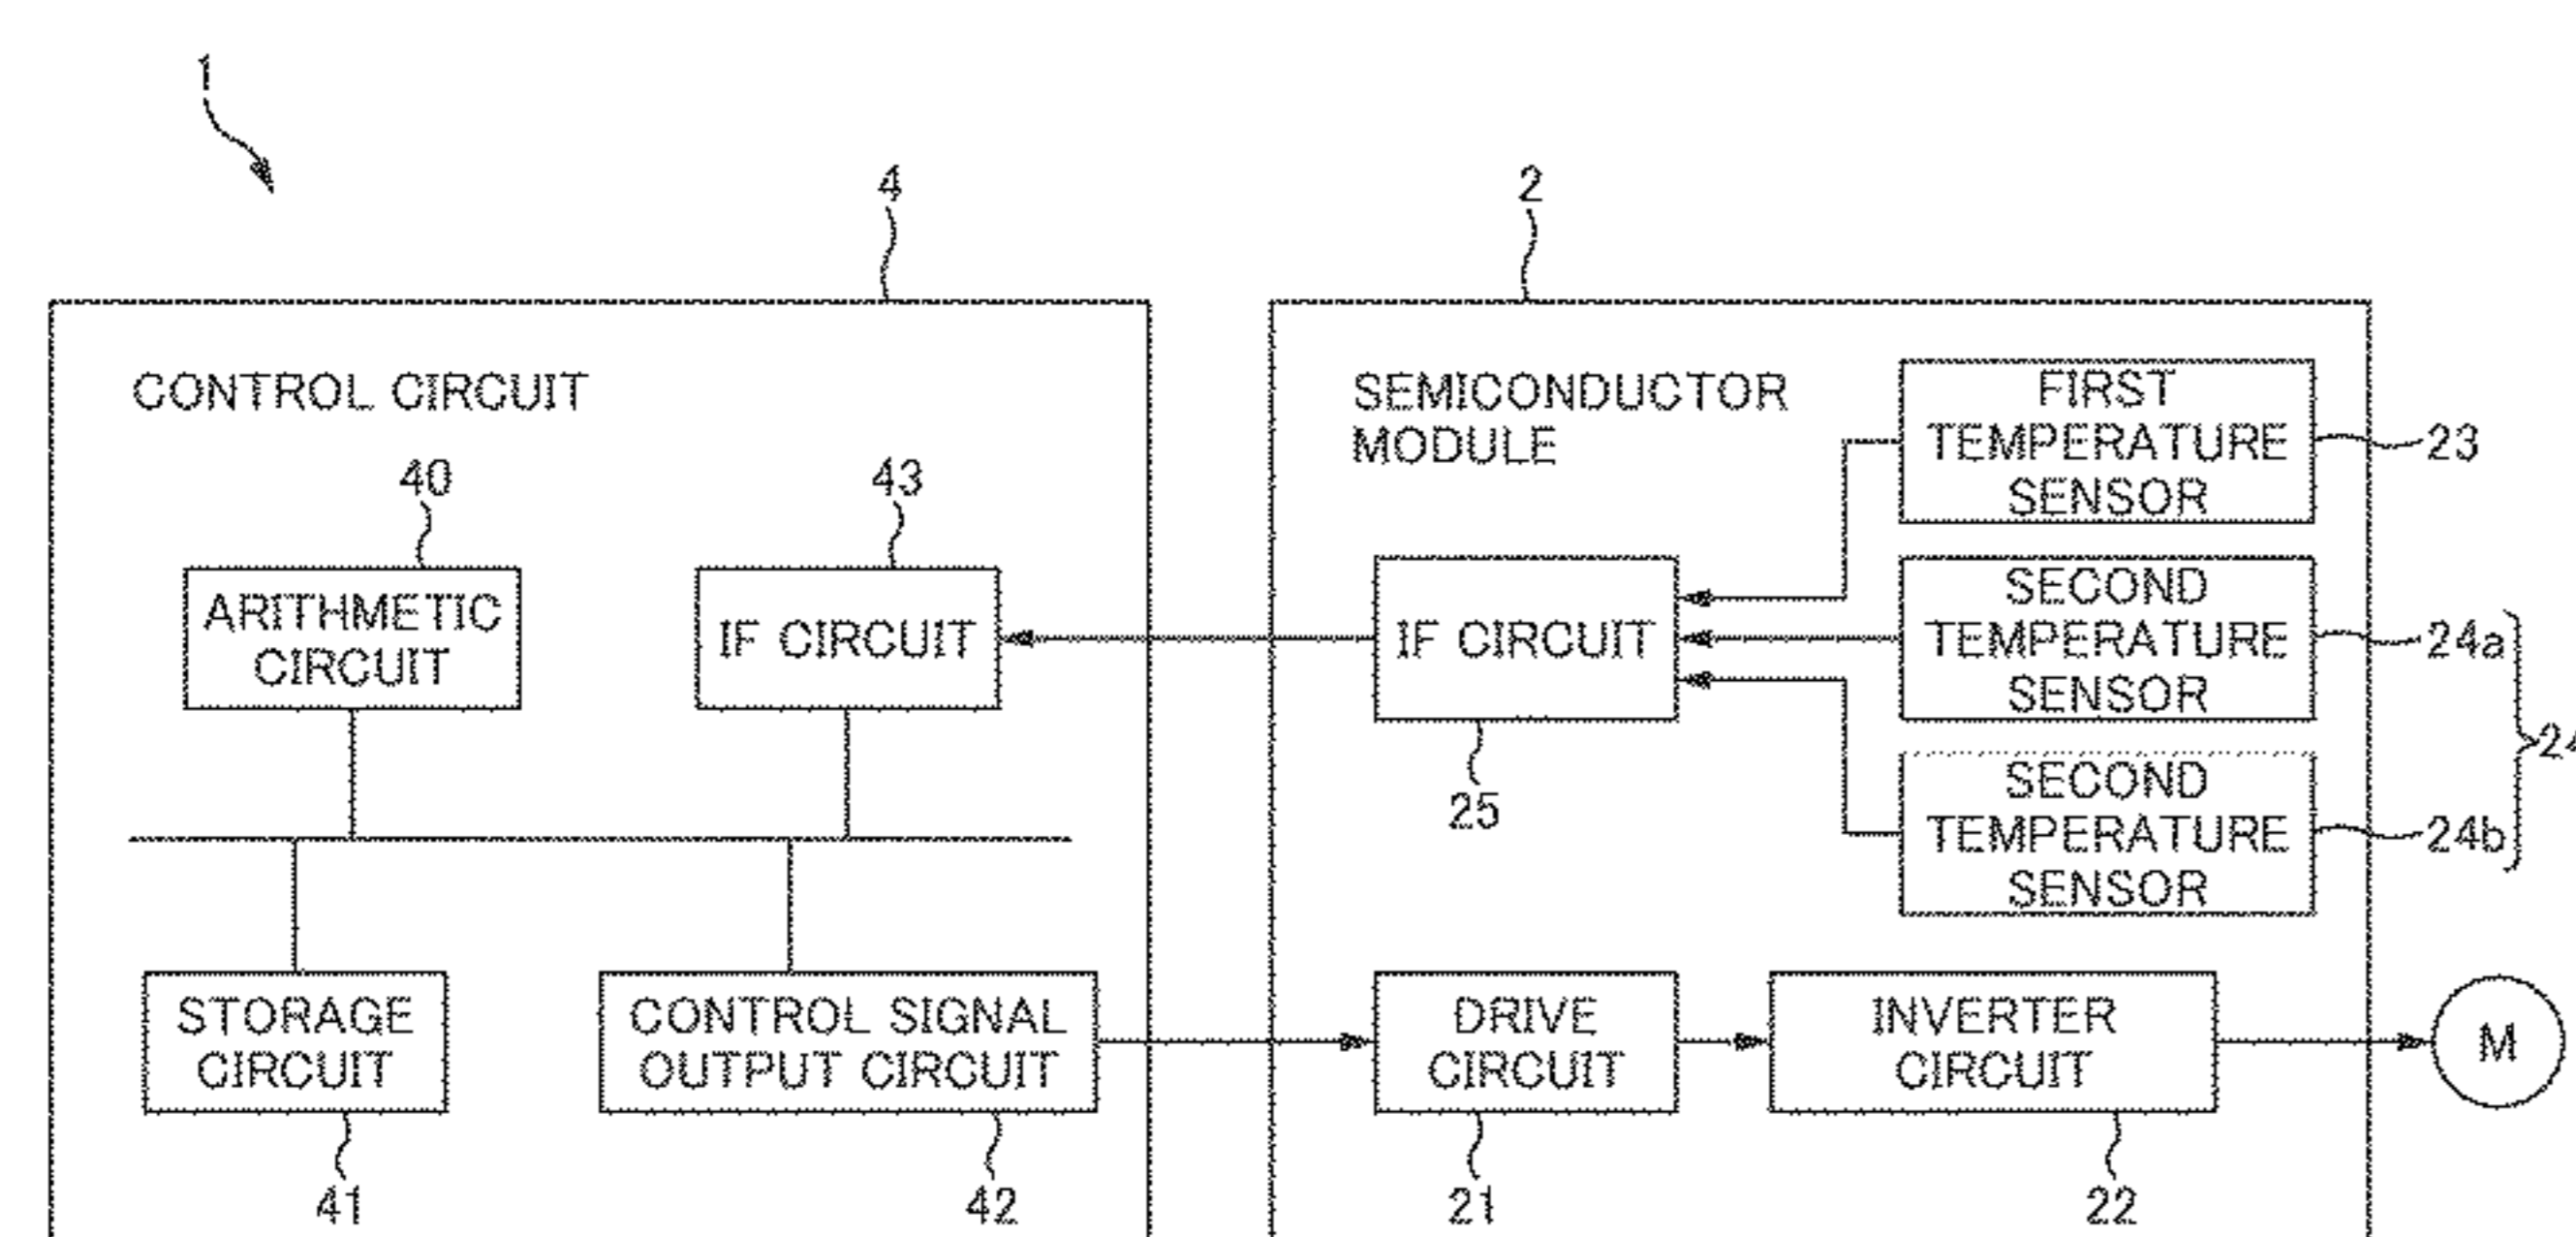 1
4
2
CONTROL CIRCUIT
SEMICONDUCTOR
MODULE
FIRST
TEMPERATURE
SENSOR
23
40
43
ARITHMETIC
CIRCUIT
IF CIRCUIT
IF CIRCUIT
25
SECOND
TEMPERATURE
SENSOR
24a
24
SECOND
TEMPERATURE
SENSOR
24b
STORAGE
CIRCUIT
41
CONTROL SIGNAL
OUTPUT CIRCUIT
42
DRIVE
CIRCUIT
21
INVERTER
CIRCUIT
22
M